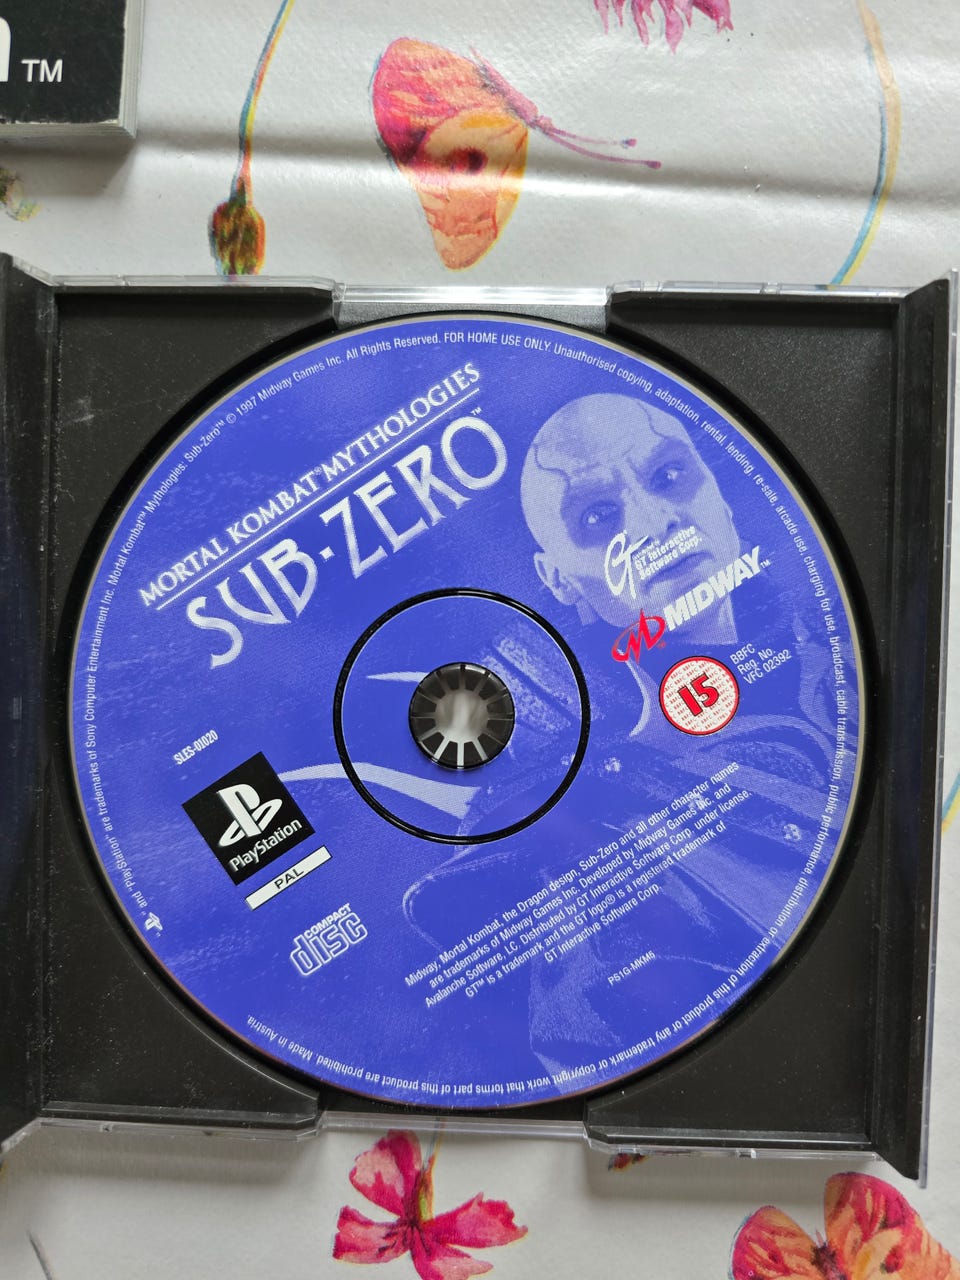 TM
Mortal Kombat™ Mythologies: Sub-Zero™ © 1997 Midway Games Inc. All Rights Reserved. FOR HOME USE ONLY. Unauthorised copying, adaptation, rental, lending, re-sale, arcade use, charging for use, broadcast, cable transmission, public performance, distribution or extraction of this product or any trademark or copyright work that forms part of this product are prohibited. Made in Austria.
and "PlayStation" are trademarks of Sony Computer Entertainment Inc.
MORTAL KOMBAT® MYTHOLOGIES
SUB-ZERO™
GT Interactive
Software Corp.
MIDWAY™
15
BBFC
Reg. No.
VFC 02392
SLES-01020
PlayStation
PAL
COMPACT
disc
Midway, Mortal Kombat, the Dragon design, Sub-Zero and all other character names
are trademarks of Midway Games Inc. Developed by Midway Games Inc. and
Avalanche Software, LC. Distributed by GT Interactive Software Corp. under license.
GT™ is a trademark and the GT logo® is a registered trademark of
GT Interactive Software Corp.
PS1G-MKM5